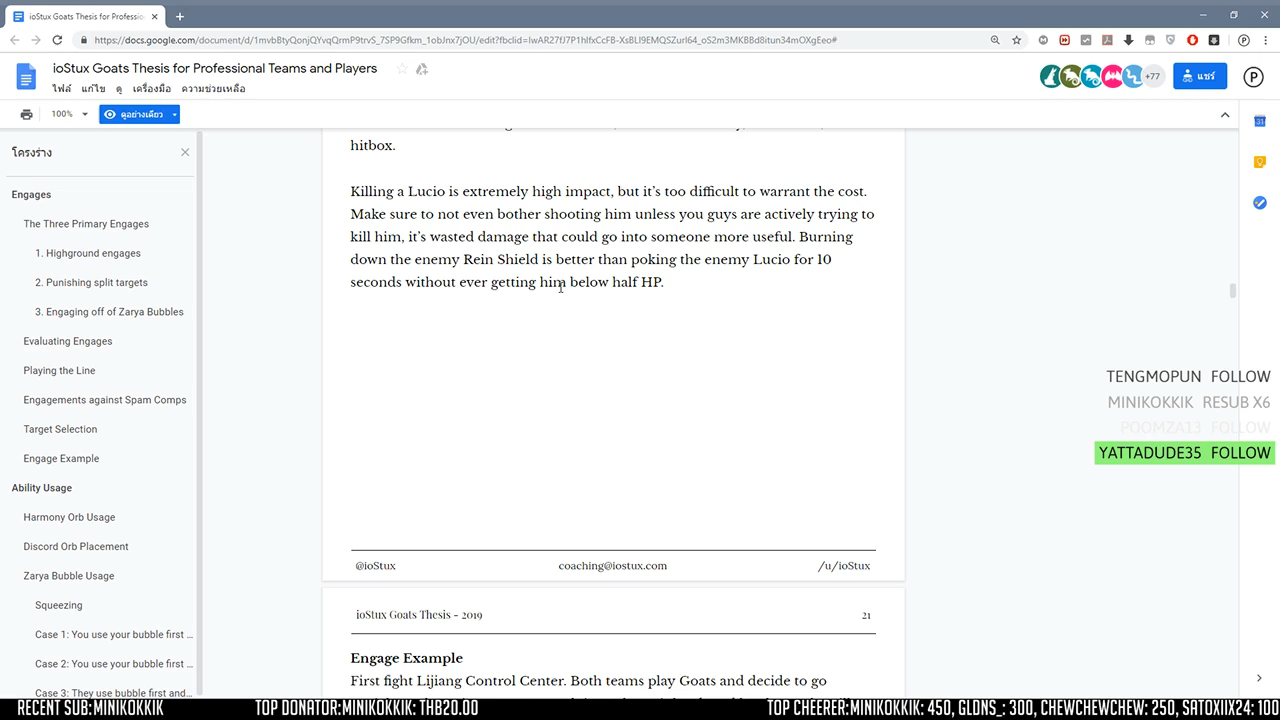 ioStux Goats Thesis for Professio
https://docs.google.com/document/d/1mvbBtyQonjQYvqQrmP9trvS_7SP9Gfkm_1obJnx7jOU/edit?fbclid=IwAR27fJ7P1hlfxCcFB-XsBLI9EMQSZurl64_oS2m3MKBBd8itun34mOXgEeo#
ioStux Goats Thesis for Professional Teams and Players
ไฟล์ แก้ไข ดู เครื่องมือ ความช่วยเหลือ
+77
แชร์
P
100%
ดูอย่างเดียว
โครงร่าง
Engages
The Three Primary Engages
1. Highground engages
2. Punishing split targets
3. Engaging off of Zarya Bubbles
Evaluating Engages
Playing the Line
Engagements against Spam Comps
Target Selection
Engage Example
Ability Usage
Harmony Orb Usage
Discord Orb Placement
Zarya Bubble Usage
Squeezing
Case 1: You use your bubble first ...
Case 2: You use your bubble first ...
Case 3: They use bubble first and...
hitbox.
Killing a Lucio is extremely high impact, but it's too difficult to warrant the cost.
Make sure to not even bother shooting him unless you guys are actively trying to
kill him, it's wasted damage that could go into someone more useful. Burning
down the enemy Rein Shield is better than poking the enemy Lucio for 10
seconds without ever getting him below half HP.
@ioStux coaching@iostux.com /u/ioStux
ioStux Goats Thesis - 2019 21
Engage Example
First fight Lijiang Control Center. Both teams play Goats and decide to go
TENGMOPUN FOLLOW
MINIKOKKIK RESUB X6
POOMZA13 FOLLOW
YATTADUDE35 FOLLOW
RECENT SUB:MINIKOKKIK TOP DONATOR:MINIKOKKIK: THB20.00 TOP CHEERER:MINIKOKKIK: 450, GLDNS_: 300, CHEWCHEWCHEW: 250, SATOXIIX24: 100